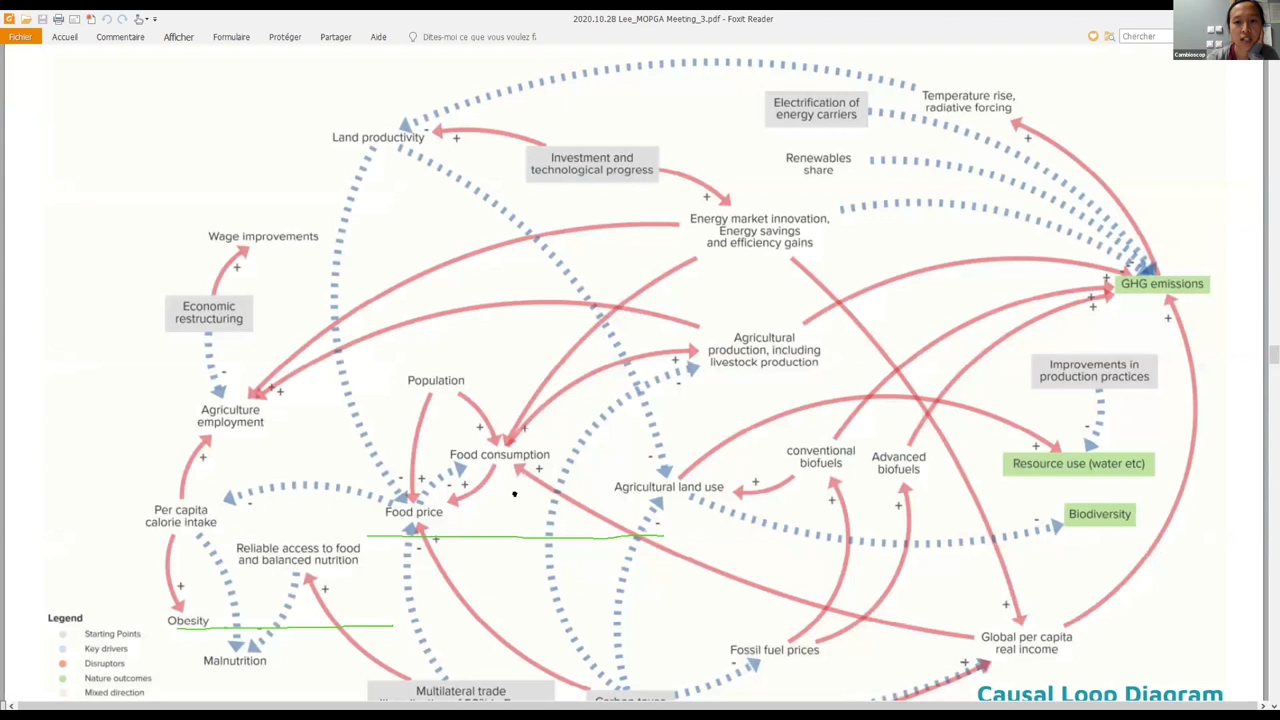 2020.10.28 Lee_MOPGA Meeting_3.pdf - Foxit Reader
Fichier Accueil Commentaire Afficher Formulaire Protéger Partager Aide Dites-moi ce que vous voulez f Chercher
Cambioscop
Temperature rise,
radiative forcing
Electrification of
energy carriers
Land productivity
Investment and
technological progress
Renewables
share
Energy market innovation,
Energy savings
and efficiency gains
Wage improvements
GHG emissions
Economic
restructuring
Agricultural
production, including
livestock production
Improvements in
production practices
Population
Agriculture
employment
Food consumption
conventional
biofuels
Advanced
biofuels
Resource use (water etc)
Agricultural land use
Per capita
calorie intake
Food price
Biodiversity
Reliable access to food
and balanced nutrition
Obesity
Malnutrition
Fossil fuel prices
Global per capita
real income
Multilateral trade
Carbon taxes
Legend
Starting Points
Key drivers
Disruptors
Nature outcomes
Mixed direction
Causal Loop Diagram